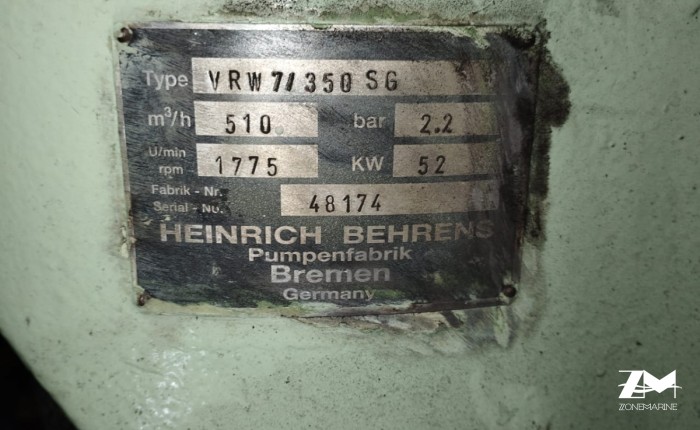 Type VRW 7/350 SG
m³/h 510 bar 2.2
U/min
rpm 1775 KW 52
Fabrik - Nr.
Serial - No. 48174
HEINRICH BEHRENS
Pumpenfabrik
Bremen
Germany
ZM
ZONEMARINE